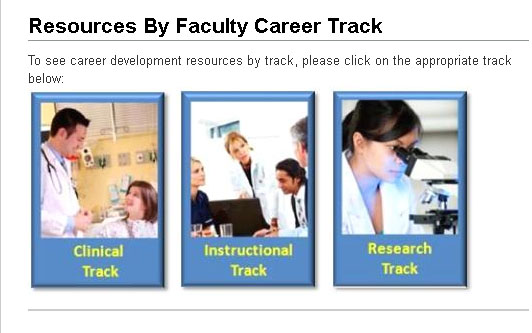 Resources By Faculty Career Track
To see career development resources by track, please click on the appropriate track
below:
Clinical
Track
Instructional
Track
Research
Track